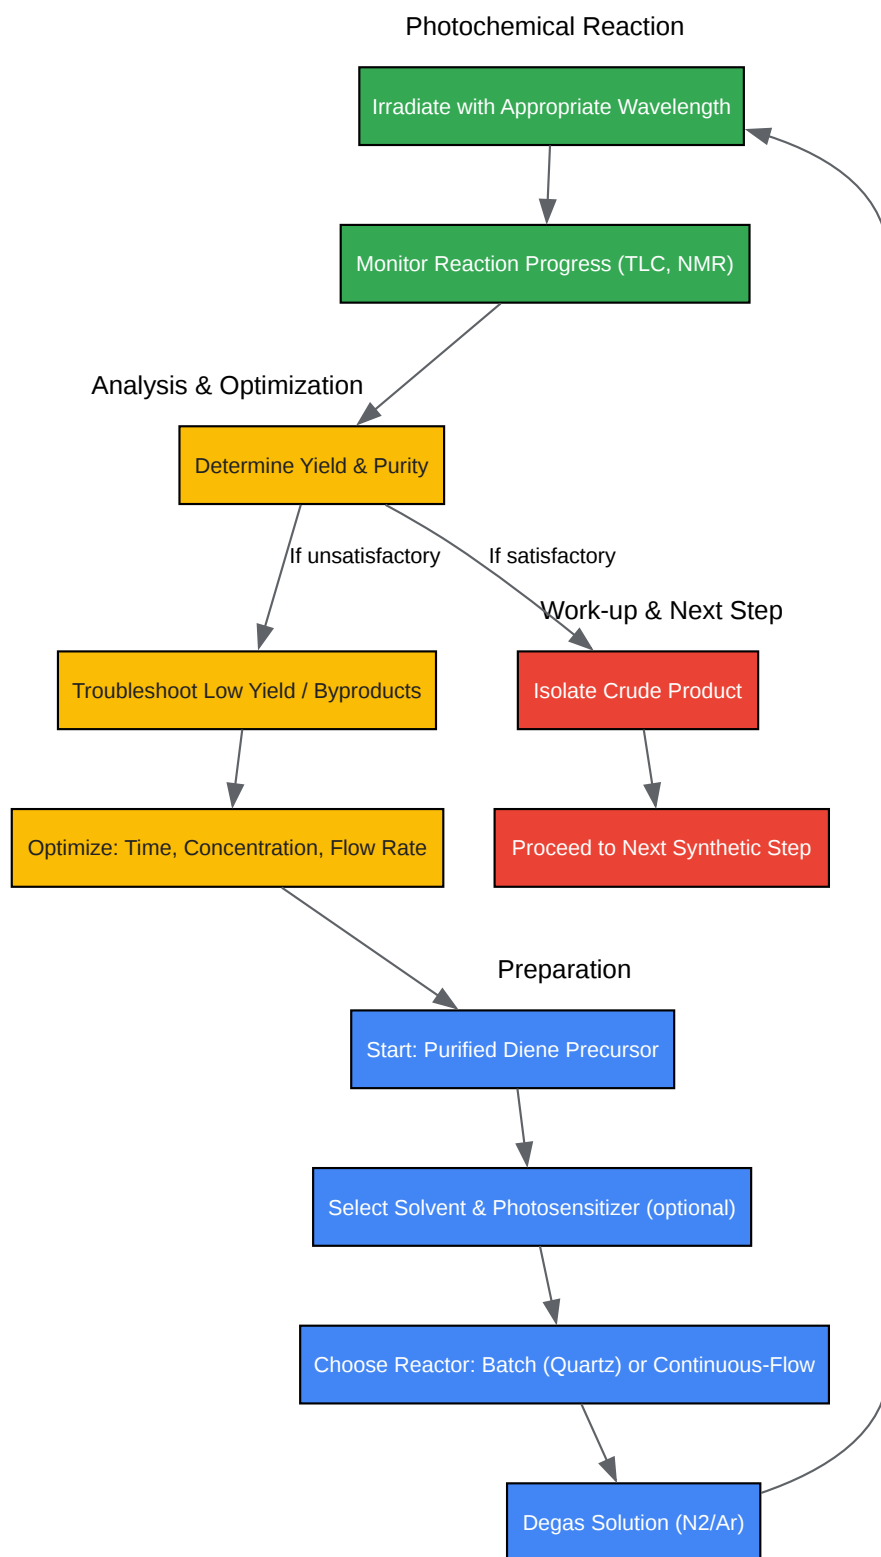 Photochemical Reaction
Irradiate with Appropriate Wavelength
Monitor Reaction Progress (TLC, NMR)
Analysis & Optimization
Determine Yield & Purity
If unsatisfactory
If satisfactory
Work-up & Next Step
Troubleshoot Low Yield / Byproducts
Isolate Crude Product
Optimize: Time, Concentration, Flow Rate
Proceed to Next Synthetic Step
Preparation
Start: Purified Diene Precursor
Select Solvent & Photosensitizer (optional)
Choose Reactor: Batch (Quartz) or Continuous-Flow
Degas Solution (N2/Ar)